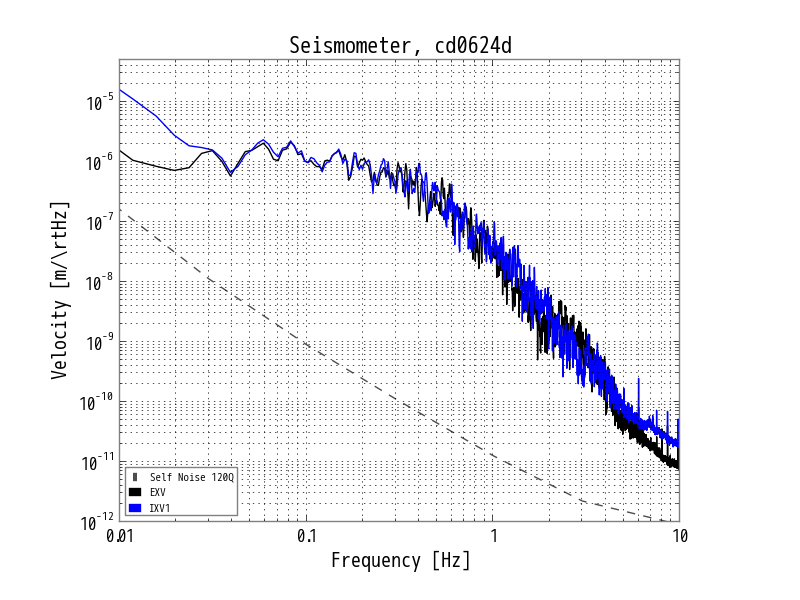 Seismometer, cd0624d
Velocity [m/\rtHz]
10-5
10-6
10-7
10-8
10-9
10-10
10-11
10-12
Self Noise 120Q
EXV
IXV1
0.01 0.1 1 10
Frequency [Hz]